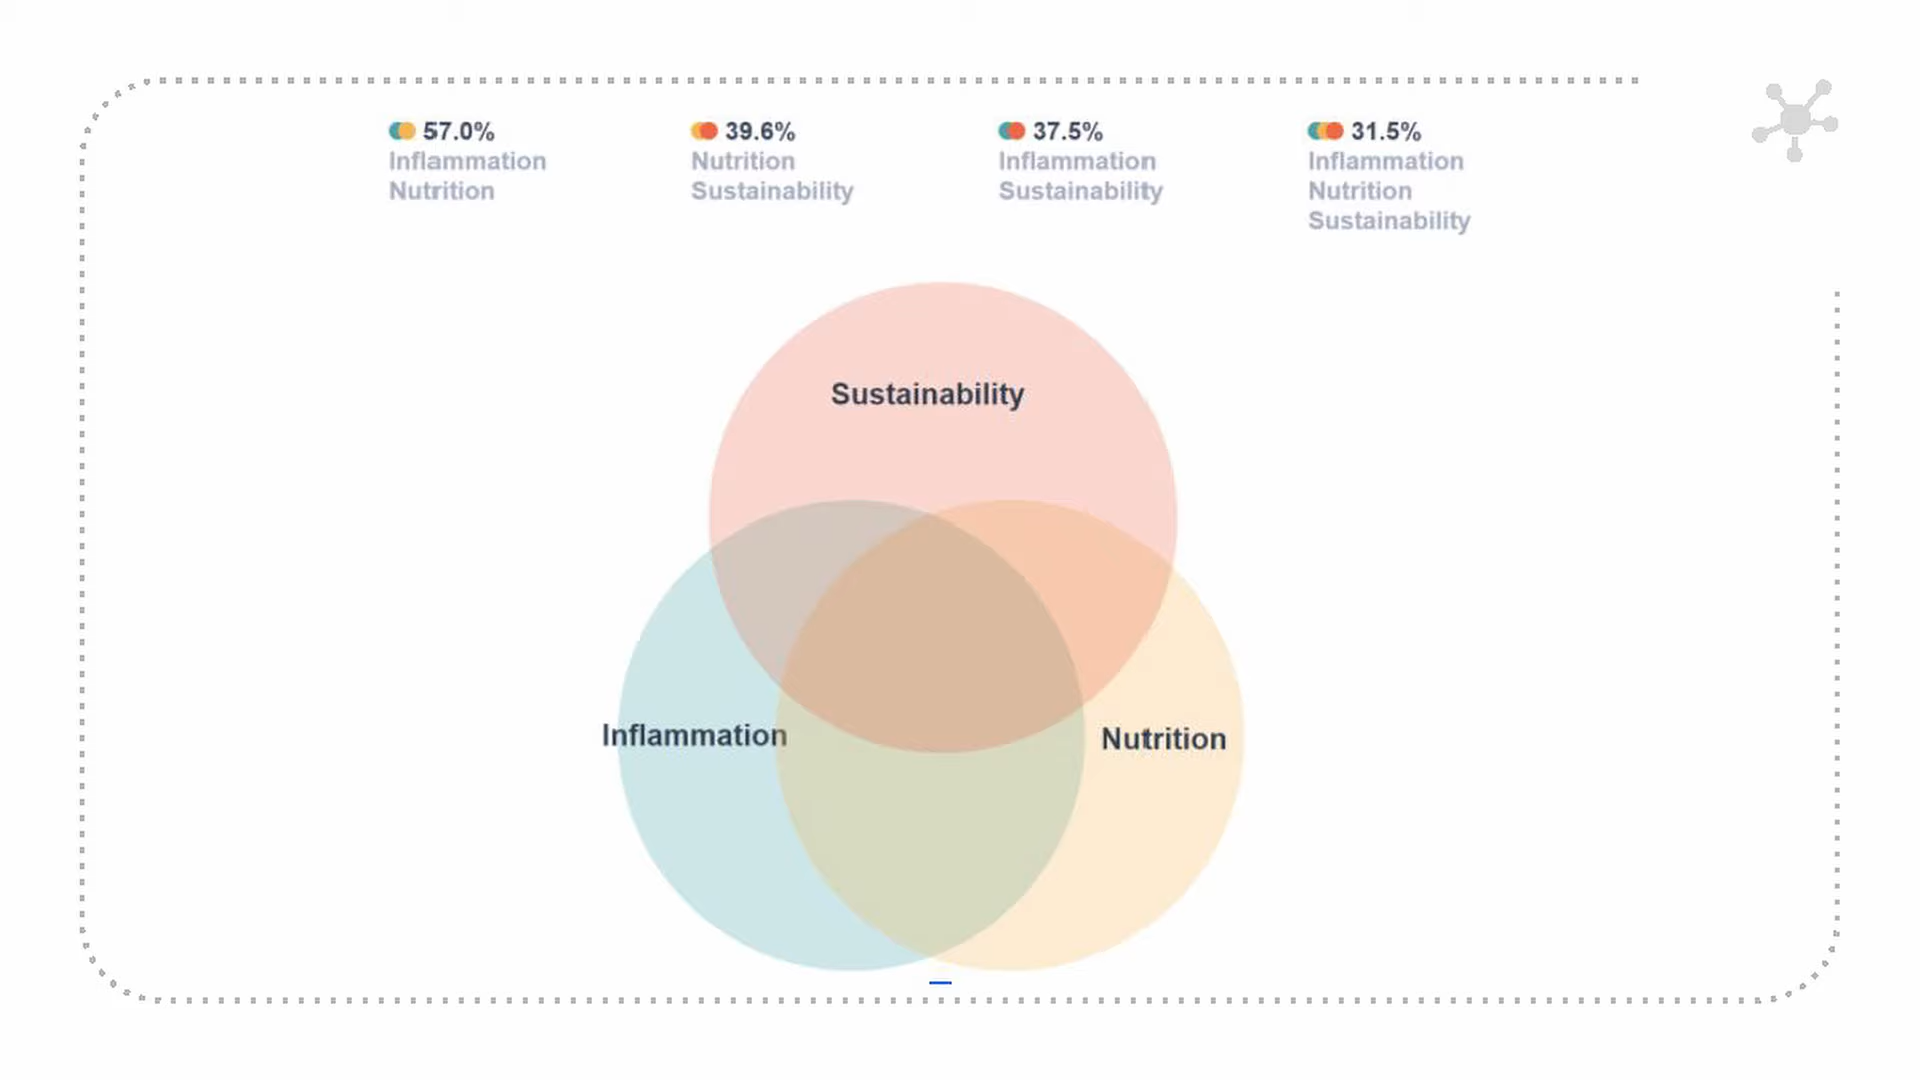 57.0%
Inflammation
Nutrition
39.6%
Nutrition
Sustainability
37.5%
Inflammation
Sustainability
31.5%
Inflammation
Nutrition
Sustainability
Sustainability
Inflammation
Nutrition